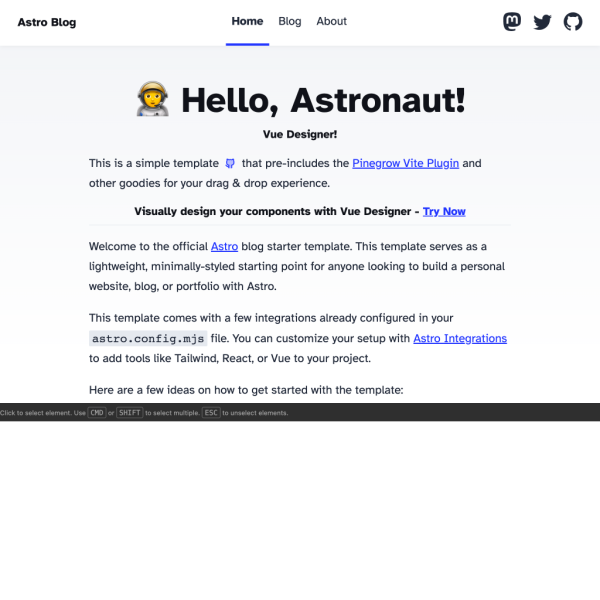 Astro Blog
Home Blog About
Hello, Astronaut!
Vue Designer!
This is a simple template that pre-includes the Pinegrow Vite Plugin and
other goodies for your drag & drop experience.
Visually design your components with Vue Designer - Try Now
Welcome to the official Astro blog starter template. This template serves as a
lightweight, minimally-styled starting point for anyone looking to build a personal
website, blog, or portfolio with Astro.
This template comes with a few integrations already configured in your
astro.config.mjs file. You can customize your setup with Astro Integrations
to add tools like Tailwind, React, or Vue to your project.
Here are a few ideas on how to get started with the template:
Click to select element. Use CMD or SHIFT to select multiple. ESC to unselect elements.